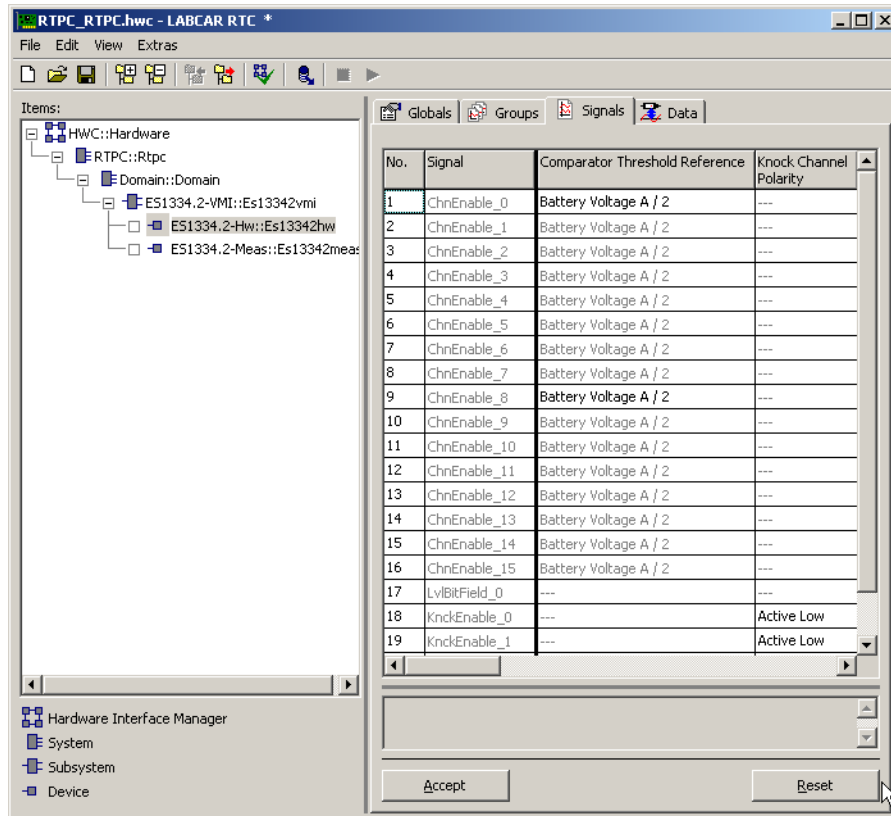 RTPC_RTPC.hwc - LABCAR RTC *
File Edit View Extras
Items:
HWC::Hardware
RTPC::Rtpc
Domain::Domain
ES1334.2-VMI::Es13342vmi
ES1334.2-Hw::Es13342hw
ES1334.2-Meas::Es13342meas
Hardware Interface Manager
System
Subsystem
Device
Globals Groups Signals Data
No. Signal Comparator Threshold Reference Knock Channel Polarity
1 ChnEnable_0 Battery Voltage A / 2 ---
2 ChnEnable_1 Battery Voltage A / 2 ---
3 ChnEnable_2 Battery Voltage A / 2 ---
4 ChnEnable_3 Battery Voltage A / 2 ---
5 ChnEnable_4 Battery Voltage A / 2 ---
6 ChnEnable_5 Battery Voltage A / 2 ---
7 ChnEnable_6 Battery Voltage A / 2 ---
8 ChnEnable_7 Battery Voltage A / 2 ---
9 ChnEnable_8 Battery Voltage A / 2 ---
10 ChnEnable_9 Battery Voltage A / 2 ---
11 ChnEnable_10 Battery Voltage A / 2 ---
12 ChnEnable_11 Battery Voltage A / 2 ---
13 ChnEnable_12 Battery Voltage A / 2 ---
14 ChnEnable_13 Battery Voltage A / 2 ---
15 ChnEnable_14 Battery Voltage A / 2 ---
16 ChnEnable_15 Battery Voltage A / 2 ---
17 LvlBitField_0 --- ---
18 KnckEnable_0 --- Active Low
19 KnckEnable_1 --- Active Low
Accept Reset